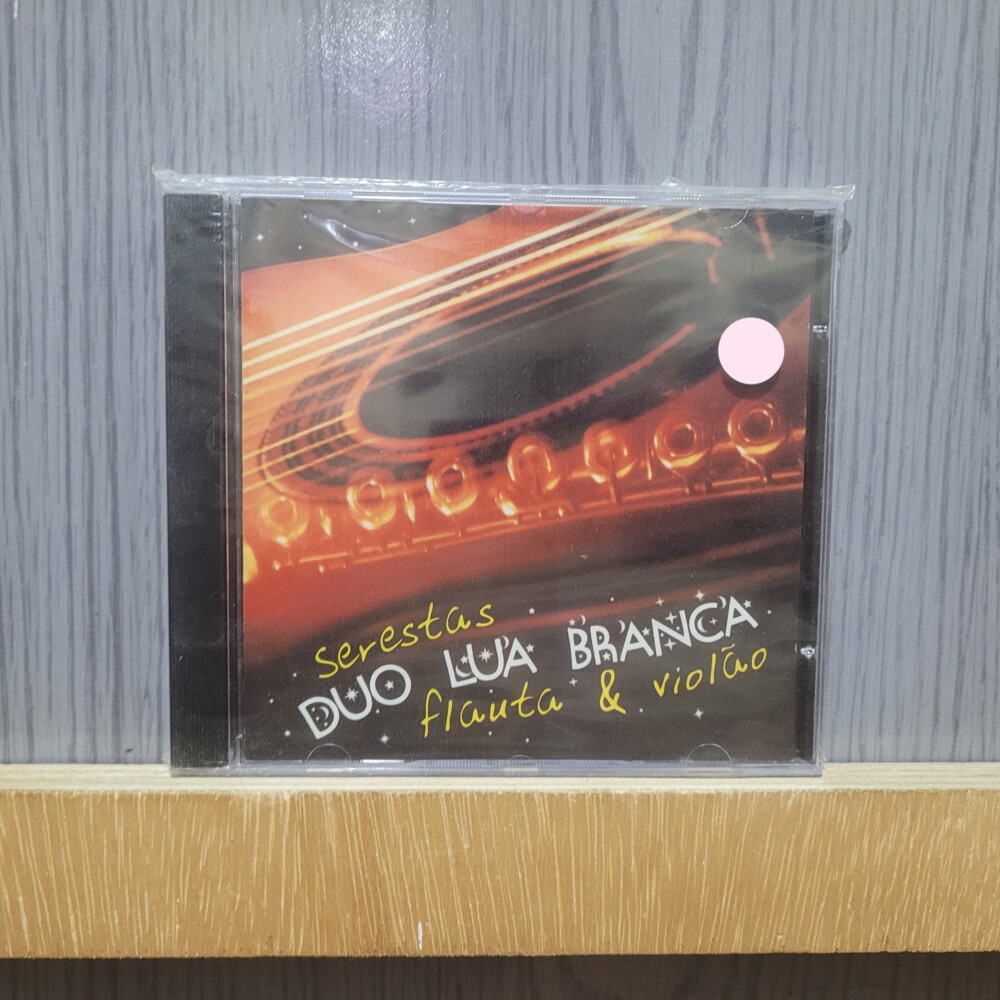 serestas
DUO LUA BRANCA
flauta & violão